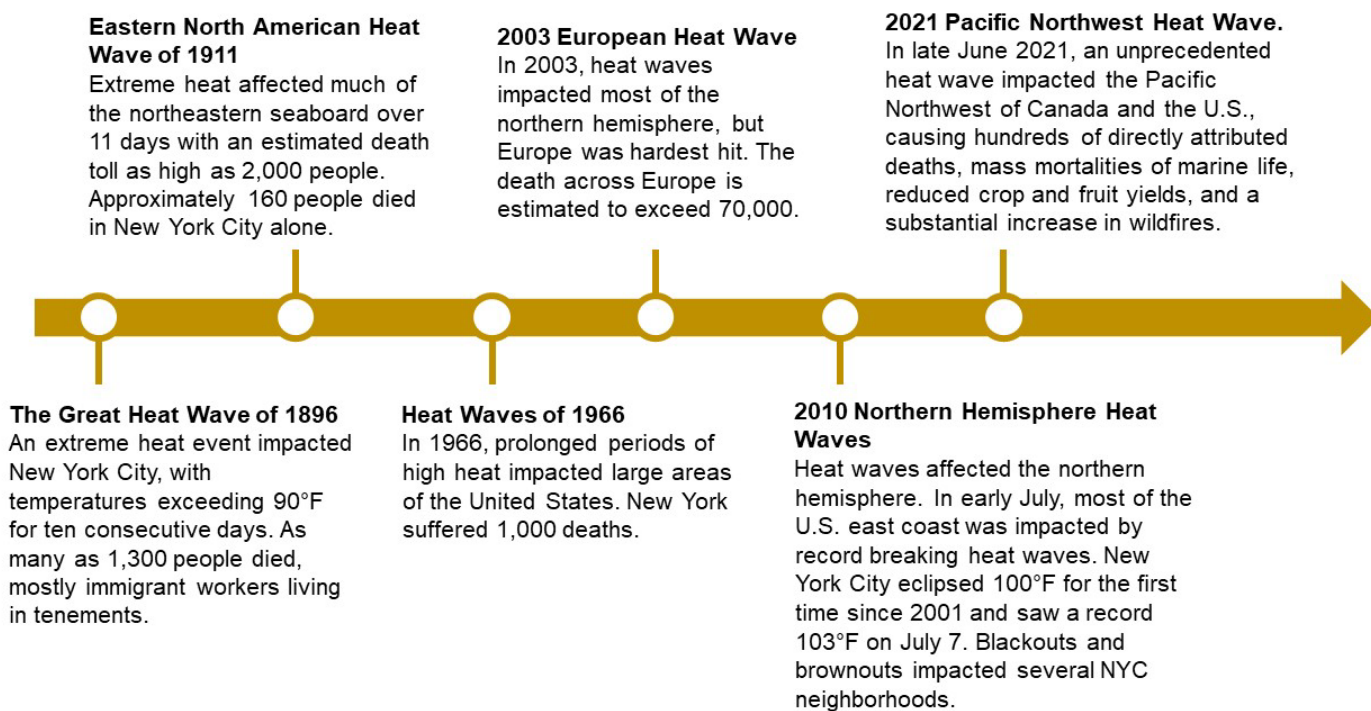 Eastern North American Heat
Wave of 1911
Extreme heat affected much of
the northeastern seaboard over
11 days with an estimated death
toll as high as 2,000 people.
Approximately 160 people died
in New York City alone.
2003 European Heat Wave
In 2003, heat waves
impacted most of the
northern hemisphere, but
Europe was hardest hit. The
death across Europe is
estimated to exceed 70,000.
2021 Pacific Northwest Heat Wave.
In late June 2021, an unprecedented
heat wave impacted the Pacific
Northwest of Canada and the U.S.,
causing hundreds of directly attributed
deaths, mass mortalities of marine life,
reduced crop and fruit yields, and a
substantial increase in wildfires.
The Great Heat Wave of 1896
An extreme heat event impacted
New York City, with
temperatures exceeding 90°F
for ten consecutive days. As
many as 1,300 people died,
mostly immigrant workers living
in tenements.
Heat Waves of 1966
In 1966, prolonged periods of
high heat impacted large areas
of the United States. New York
suffered 1,000 deaths.
2010 Northern Hemisphere Heat
Waves
Heat waves affected the northern
hemisphere. In early July, most of the
U.S. east coast was impacted by
record breaking heat waves. New
York City eclipsed 100°F for the first
time since 2001 and saw a record
103°F on July 7. Blackouts and
brownouts impacted several NYC
neighborhoods.